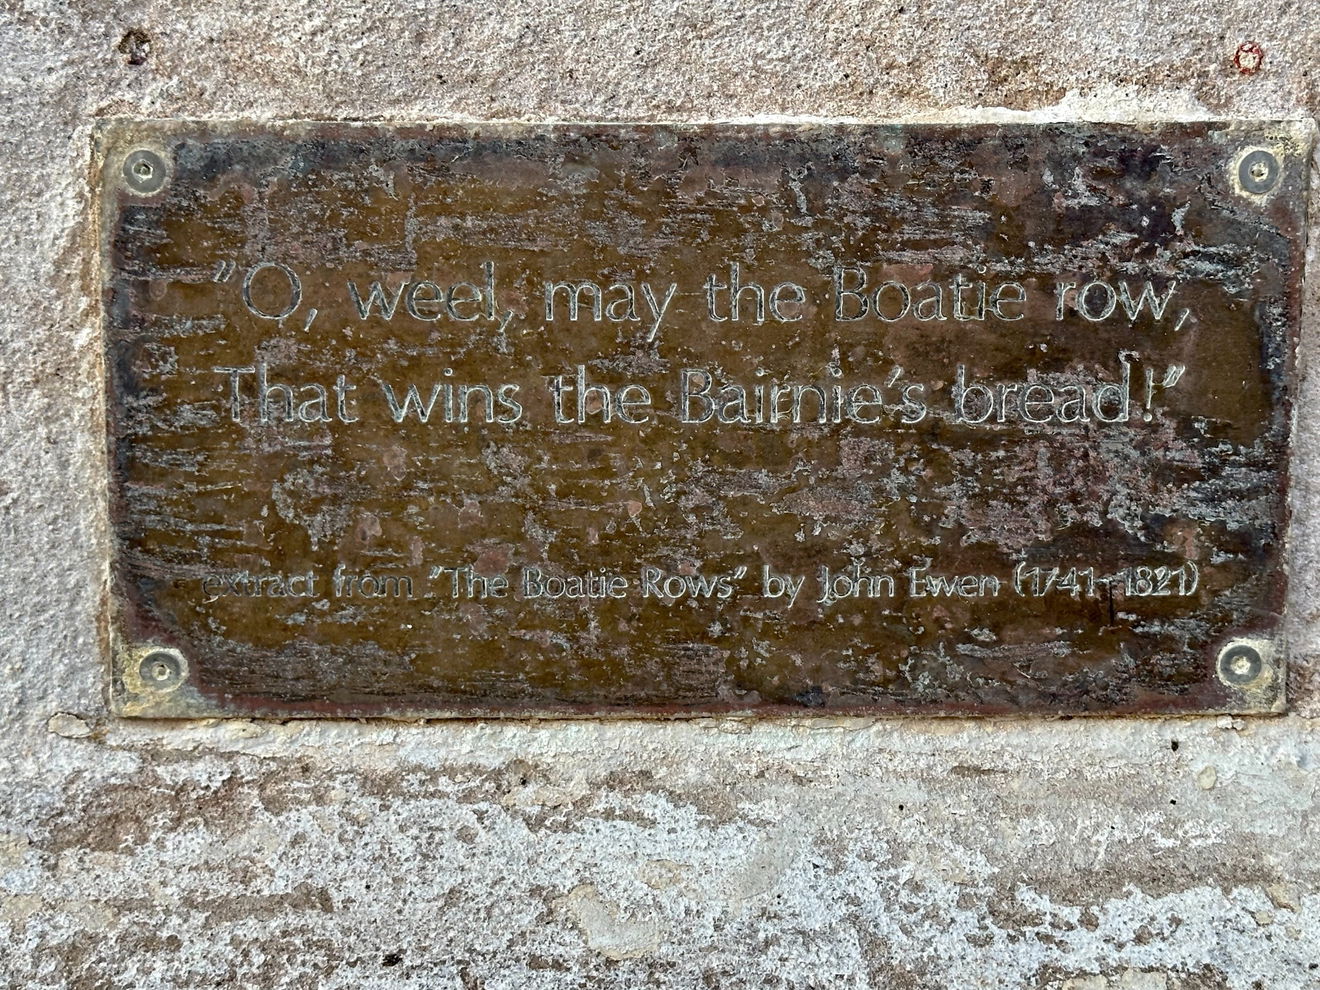 "O, weel, may the Boatie row,
That wins the Bairnie's bread!"
extract from "The Boatie Rows" by John Ewen (1741-1821)